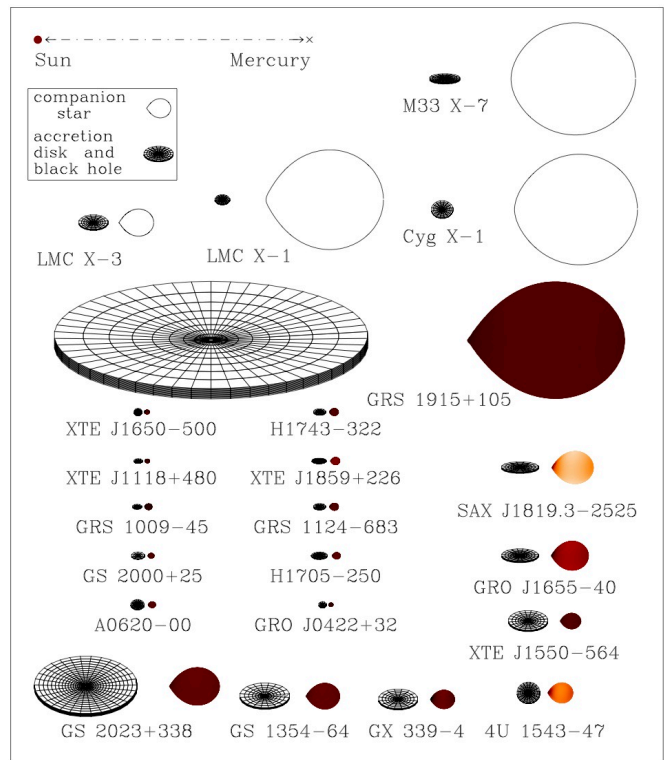 Sun
Mercury
companion
star
accretion
disk and
black hole
M33 X-7
LMC X-3
LMC X-1
Cyg X-1
GRS 1915+105
XTE J1650-500
H1743-322
XTE J1118+480
XTE J1859+226
SAX J1819.3-2525
GRS 1009-45
GRS 1124-683
GS 2000+25
H1705-250
GRO J1655-40
A0620-00
GRO J0422+32
XTE J1550-564
GS 2023+338
GS 1354-64
GX 339-4
4U 1543-47